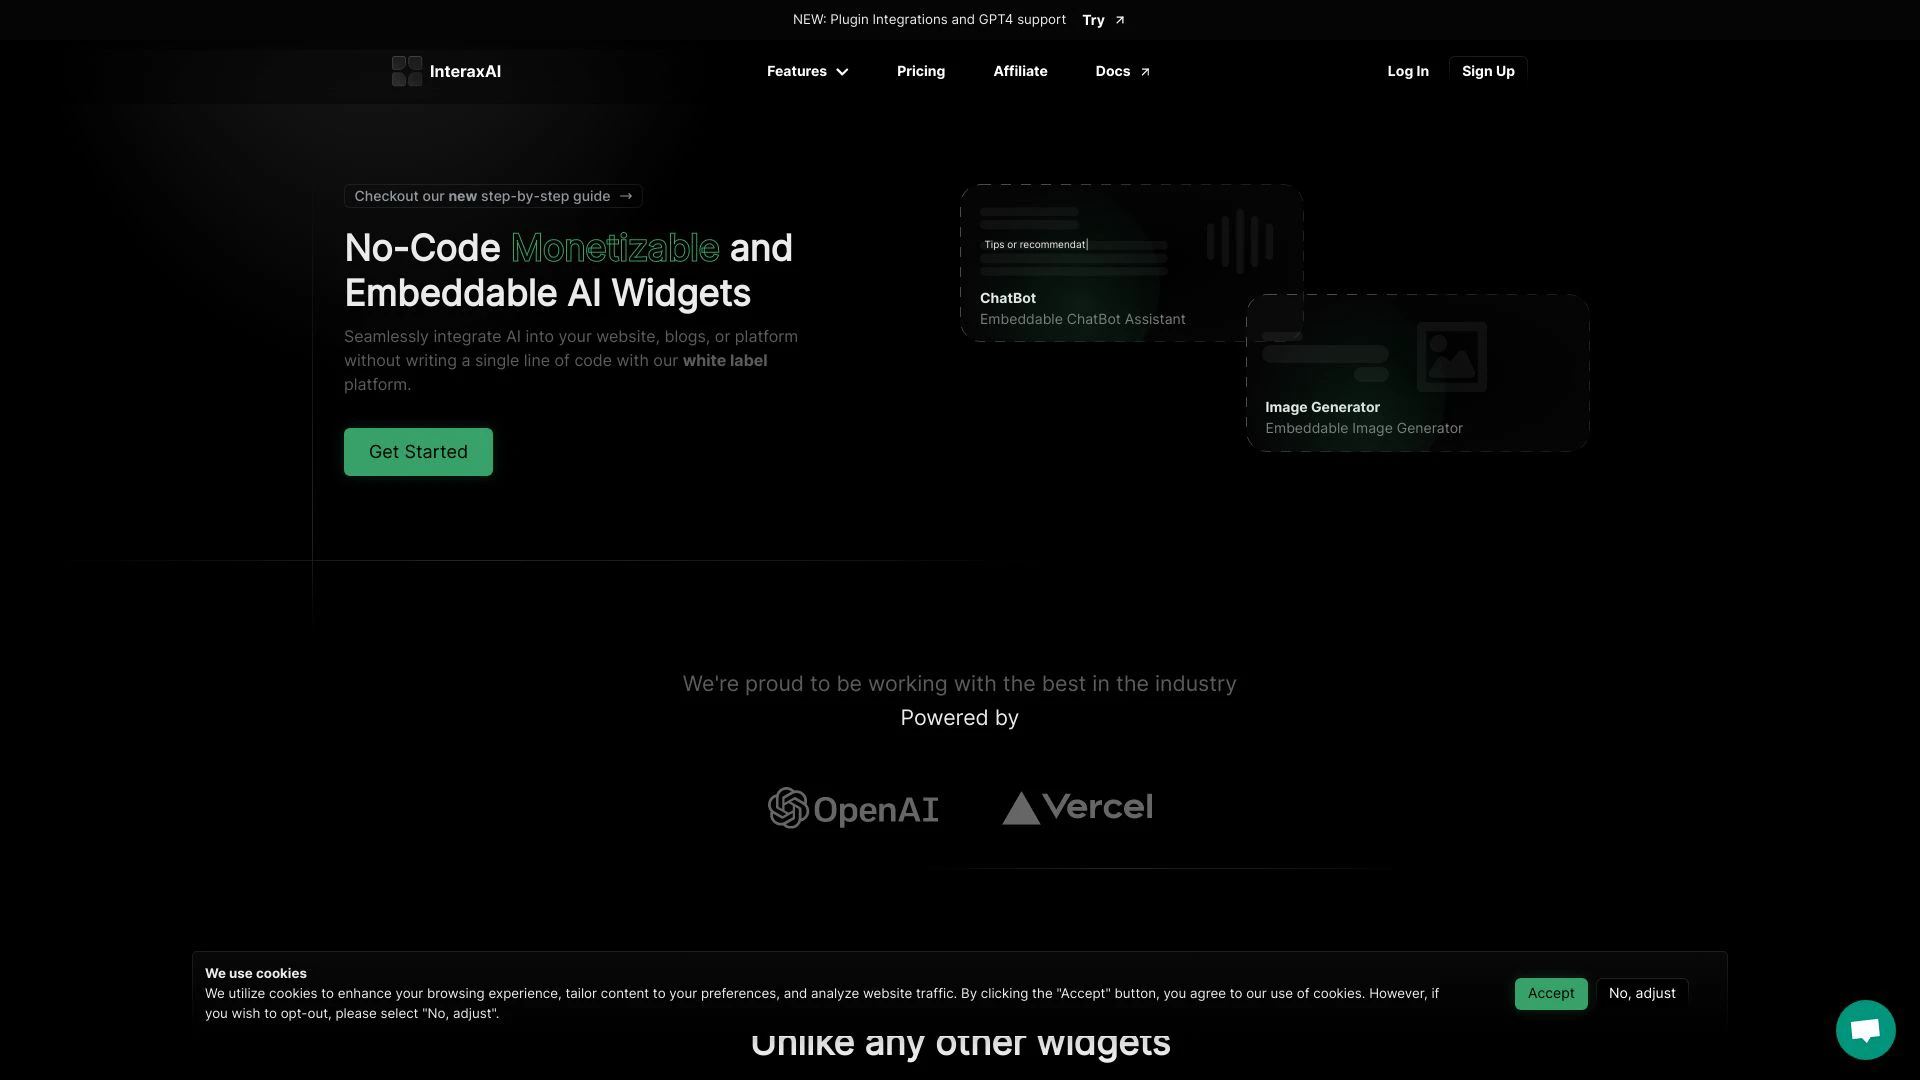 NEW: Plugin Integrations and GPT4 support Try
InteraxAI
Features
Pricing
Affiliate
Docs
Log In
Sign Up
Checkout our new step-by-step guide →
No-Code Monetizable and
Embeddable AI Widgets
Seamlessly integrate AI into your website, blogs, or platform
without writing a single line of code with our white label
platform.
Get Started
Tips or recommendat|
ChatBot
Embeddable ChatBot Assistant
Image Generator
Embeddable Image Generator
We're proud to be working with the best in the industry
Powered by
OpenAI
Vercel
We use cookies
We utilize cookies to enhance your browsing experience, tailor content to your preferences, and analyze website traffic. By clicking the "Accept" button, you agree to our use of cookies. However, if
you wish to opt-out, please select "No, adjust".
Accept
No, adjust
Unlike any other widgets